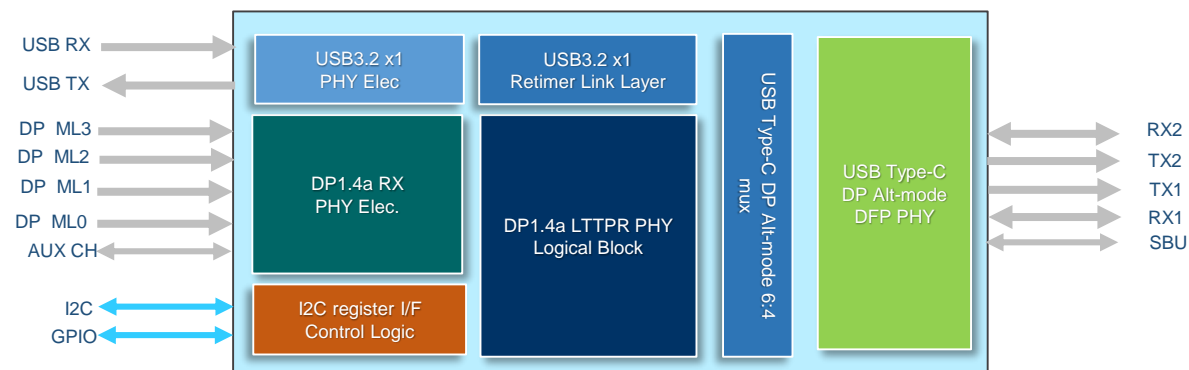 USB RX
USB TX
DP ML3
DP ML2
DP ML1
DP ML0
AUX CH
I2C
GPIO
USB3.2 x1
PHY Elec
USB3.2 x1
Retimer Link Layer
DP1.4a RX
PHY Elec.
DP1.4a LTTPR PHY
Logical Block
I2C register I/F
Control Logic
USB Type-C DP Alt-mode 6:4
mux
USB Type-C
DP Alt-mode
DFP PHY
RX2
TX2
TX1
RX1
SBU